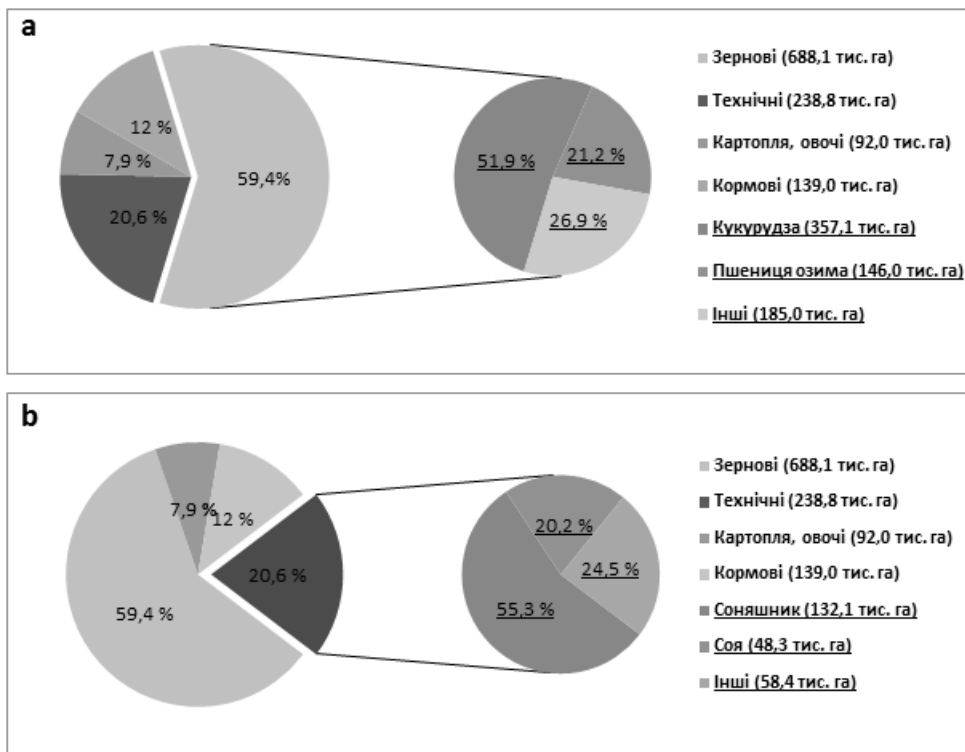 a
Зернові (688,1 тис. га)
Технічні (238,8 тис. га)
Картопля, овочі (92,0 тис. га)
Кормові (139,0 тис. га)
Кукурудза (357,1 тис. га)
Пшениця озима (146,0 тис. га)
Інші (185,0 тис. га)
12 %
7,9 %
20,6 %
59,4%
51,9 %
21,2 %
26,9 %
b
Зернові (688,1 тис. га)
Технічні (238,8 тис. га)
Картопля, овочі (92,0 тис. га)
Кормові (139,0 тис. га)
Соняшник (132,1 тис. га)
Соя (48,3 тис. га)
Інші (58,4 тис. га)
7,9 %
12 %
20,6 %
59,4 %
20,2 %
24,5 %
55,3 %